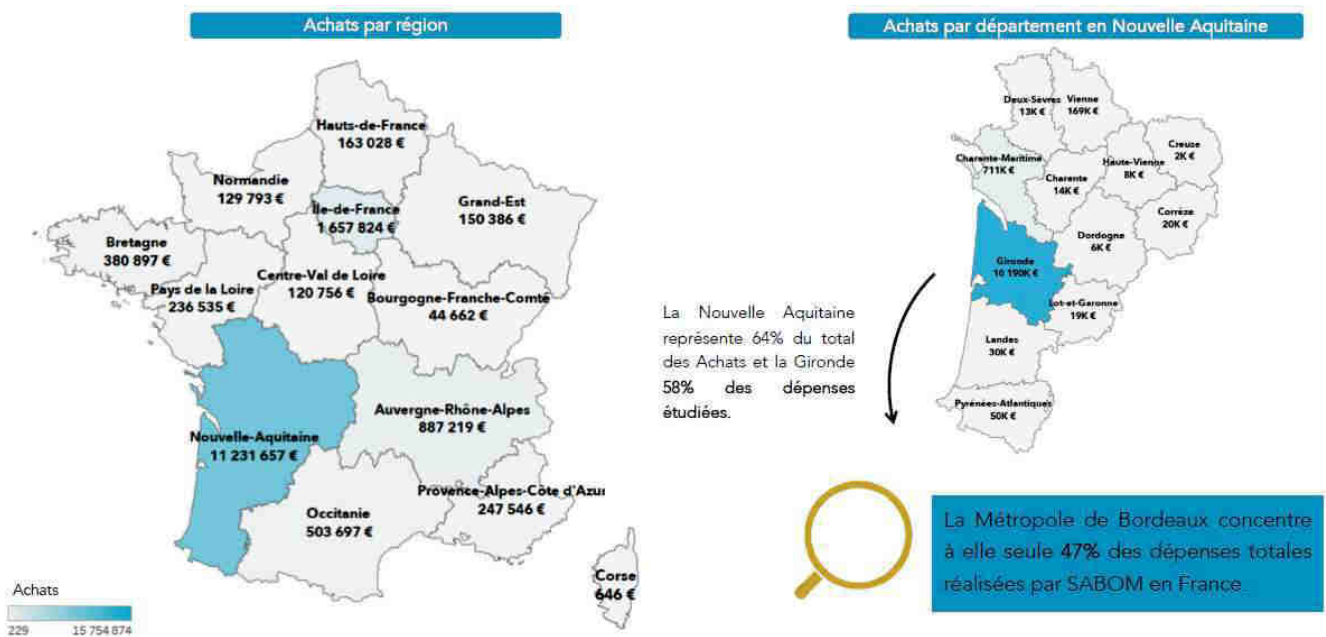 Achats par région
Hauts-de-France
163 028 €
Normandie
129 793 €
Île-de-France
1 657 824 €
Grand-Est
150 386 €
Bretagne
380 897 €
Pays de la Loire
236 535 €
Centre-Val de Loire
120 756 €
Bourgogne-Franche-Comté
44 662 €
Auvergne-Rhône-Alpes
887 219 €
Nouvelle-Aquitaine
11 231 657 €
Provence-Alpes-Côte d'Azur
247 546 €
Occitanie
503 697 €
Corse
646 €
Achats
229 15 754 874
Achats par département en Nouvelle Aquitaine
Deux-Sèvres
13K €
Vienne
169K €
Creuse
2K €
Charente-Maritime
711K €
Haute-Vienne
8K €
Charente
14K €
Corrèze
20K €
Dordogne
6K €
Gironde
10 190K €
Lot-et-Garonne
19K €
Landes
30K €
Pyrénées-Atlantiques
50K €
La Nouvelle Aquitaine
représente 64% du total
des Achats et la Gironde
58% des dépenses
étudiées.
La Métropole de Bordeaux concentre
à elle seule 47% des dépenses totales
réalisées par SABOM en France.